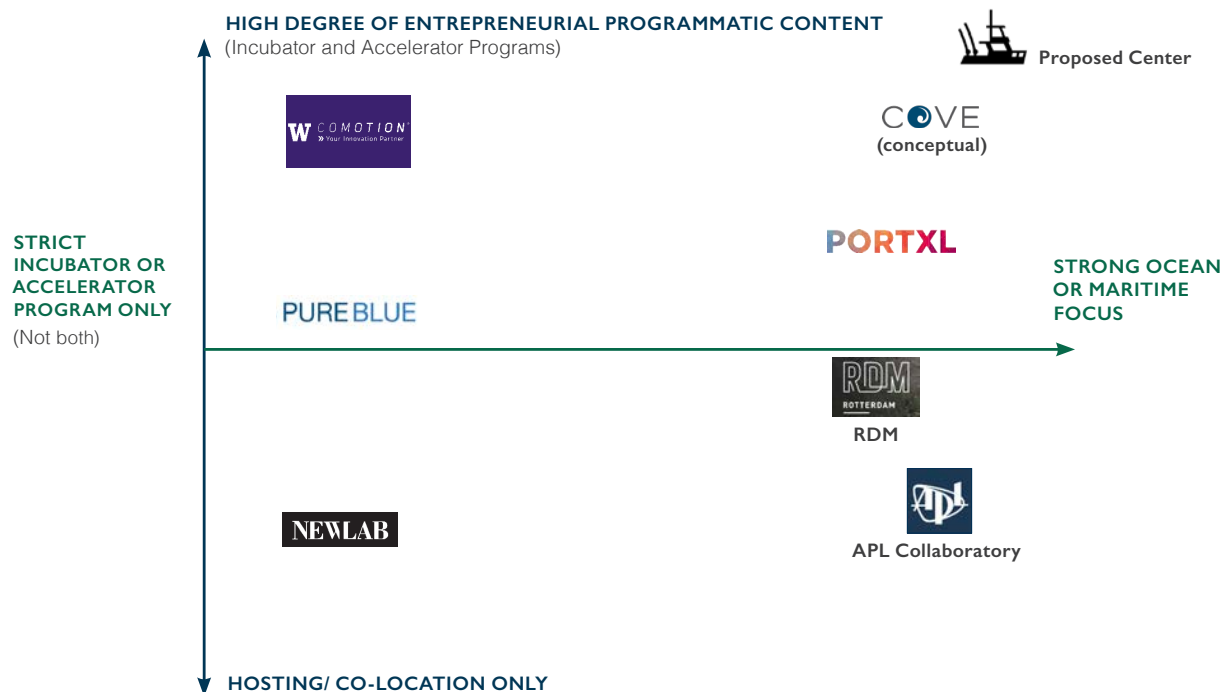 HIGH DEGREE OF ENTREPRENEURIAL PROGRAMMATIC CONTENT
(Incubator and Accelerator Programs)
Proposed Center
W COMOTION
» Your Innovation Partner
COVE
(conceptual)
PORTXL
STRICT
INCUBATOR OR
ACCELERATOR
PROGRAM ONLY
(Not both)
STRONG OCEAN
OR MARITIME
FOCUS
PURE BLUE
RDM
ROTTERDAM
RDM
APL
APL Collaboratory
NEWLAB
HOSTING/ CO-LOCATION ONLY